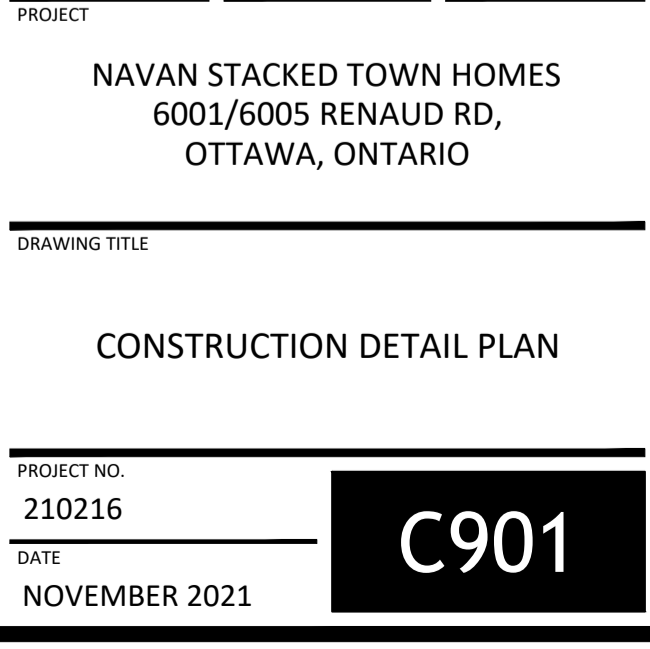 PROJECT
NAVAN STACKED TOWN HOMES
6001/6005 RENAUD RD,
OTTAWA, ONTARIO
DRAWING TITLE
CONSTRUCTION DETAIL PLAN
PROJECT NO.
210216
C901
DATE
NOVEMBER 2021